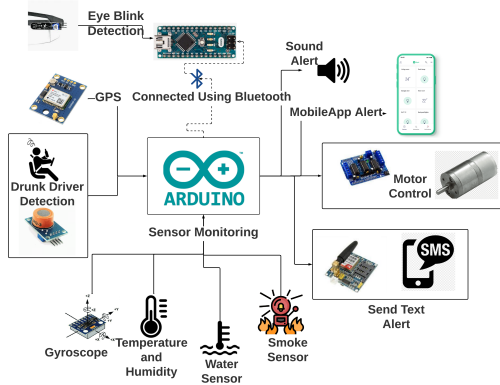 Eye Blink
Detection
Sound
Alert
GPS
Connected Using Bluetooth
MobileApp Alert
Drunk Driver
Detection
ARDUINO
Motor
Control
Sensor Monitoring
SMS
Send Text
Alert
Gyroscope
Temperature
and
Humidity
Water
Sensor
Smoke
Sensor